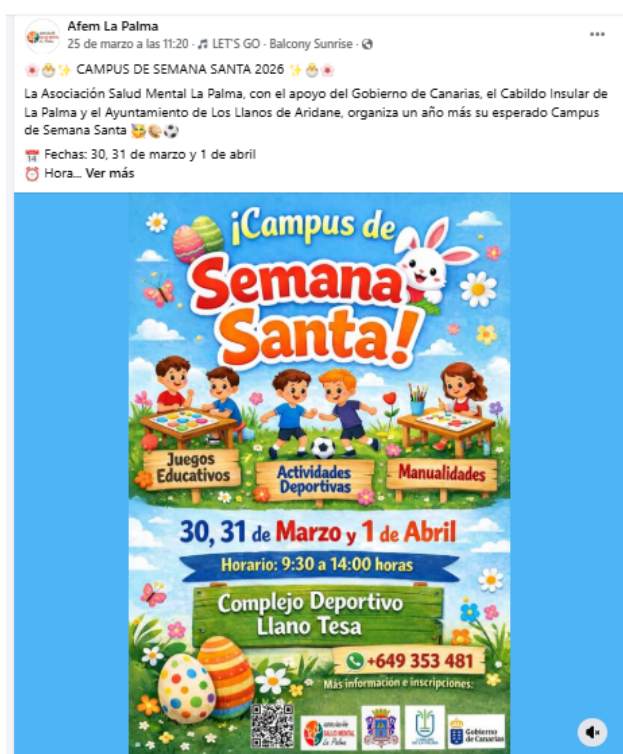 Afem La Palma
25 de marzo a las 11:20 · LET'S GO - Balcony Sunrise ·
CAMPUS DE SEMANA SANTA 2026
La Asociación Salud Mental La Palma, con el apoyo del Gobierno de Canarias, el Cabildo Insular de
La Palma y el Ayuntamiento de Los Llanos de Aridane, organiza un año más su esperado Campus
de Semana Santa
Fechas: 30, 31 de marzo y 1 de abril
Hora... Ver más
¡Campus de
Semana
Santa!
Juegos
Educativos
Actividades
Deportivas
Manualidades
30, 31 de Marzo y 1 de Abril
Horario: 9:30 a 14:00 horas
Complejo Deportivo
Llano Tesa
+649 353 481
Más información e inscripciones:
asociación
SALUD MENTAL
La Palma
Gobierno
de Canarias